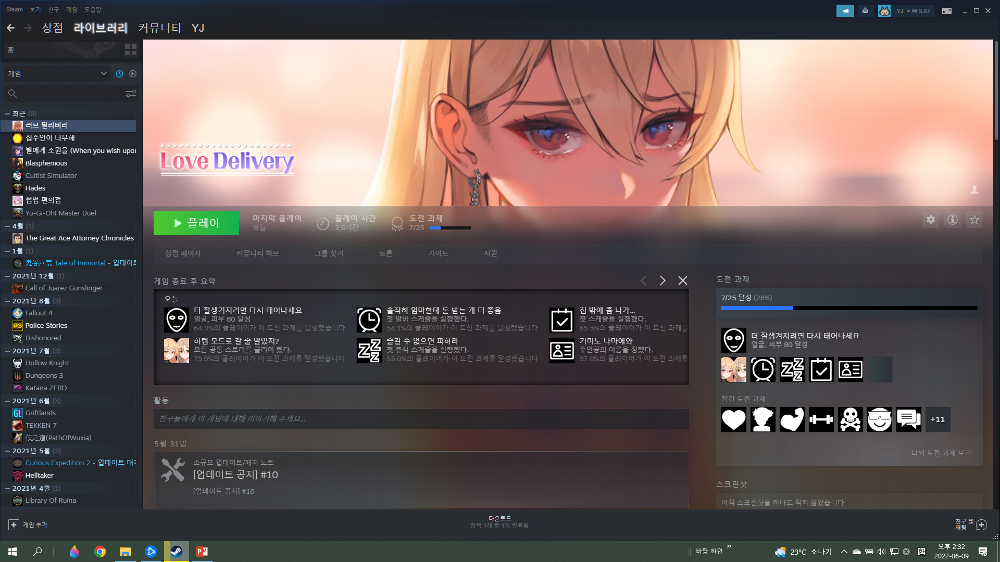 Steam 보기 친구 게임 도움말
YJ ₩ 5.87
상점 라이브러리 커뮤니티 YJ
홈
게임
최근 (8)
러브 딜리버리
집주인이 너무해
별에게 소원을 (When you wish upor
Blasphemous
Cultist Simulator
Hades
썸썸 편의점
Yu-Gi-Oh! Master Duel
4월 (1)
The Great Ace Attorney Chronicles
1월 (1)
鬼谷八荒 Tale of Immortal - 업데이트
2021년 12월 (1)
Call of Juarez Gunslinger
2021년 8월 (3)
Fallout 4
Police Stories
Dishonored
2021년 7월 (3)
Hollow Knight
Dungeons 3
Katana ZERO
2021년 6월 (3)
Griftlands
TEKKEN 7
侠之道(PathOfWuxia)
2021년 5월 (2)
Curious Expedition 2 - 업데이트 대기
Helltaker
2021년 4월 (1)
Library Of Ruina
게임 추가
Love Delivery
플레이
마지막 플레이
오늘
플레이 시간
2.6시간
도전 과제
7/25
상점 페이지 커뮤니티 허브 그룹 찾기 토론 가이드 지원
게임 종료 후 요약
오늘
더 잘생겨지려면 다시 태어나세요
얼굴, 피부 80 달성
64.9%의 플레이어가 이 도전 과제를 달성했습니다
솔직히 엄마한테 돈 받는 게 더 좋음
첫 알바 스케쥴을 실행했다.
54.1%의 플레이어가 이 도전 과제를 달성했습니다
집 밖에 좀 나가...
첫 스케쥴을 실행했다.
65.5%의 플레이어가 이 도전 과제를
하렘 모드로 갈 줄 알았지?
모든 공통 스토리를 클리어 했다.
79.9%의 플레이어가 이 도전 과제를 달성했습니다
즐길 수 없으면 피하라
첫 휴식 스케쥴을 실행했다.
55.0%의 플레이어가 이 도전 과제를 달성했습니다
키미노 나마에와
주인공의 이름을 정했다.
97.0%의 플레이어가 이 도전 과제를
활동
친구들에게 이 게임에 대해 이야기해 주세요...
5월 31일
소규모 업데이트/패치 노트
[업데이트 공지] #10
[업데이트 공지] #10
도전 과제
7/25 달성 (28%)
더 잘생겨지려면 다시 태어나세요
얼굴, 피부 80 달성
잠긴 도전 과제
+11
나의 도전 과제 보기
스크린샷
아직 스크린샷을 하나도 찍지 않았습니다.
다운로드
항목 1개 중 1개 완료됨
친구 및
채팅
바탕 화면
23°C 소나기
한
오후 2:32
2022-06-09